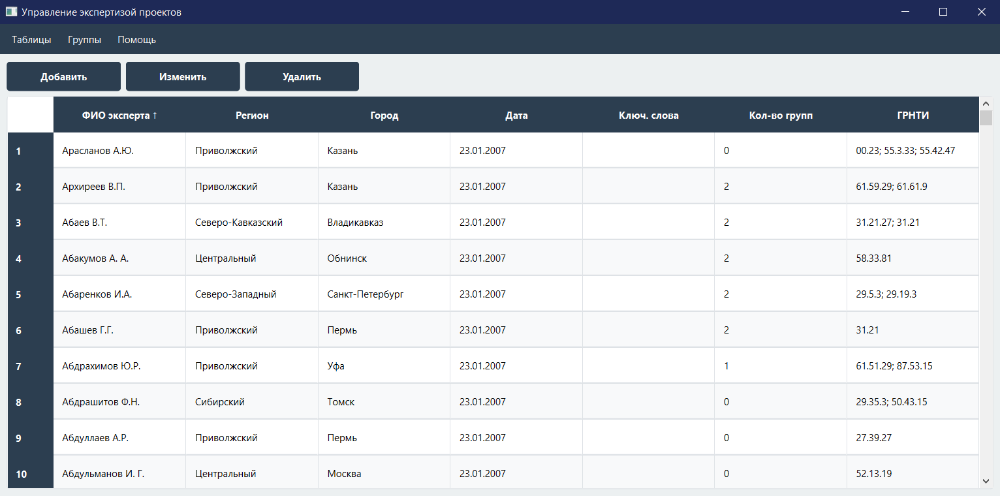 Управление экспертизой проектов
Таблицы Группы Помощь
Добавить Изменить Удалить
ФИО эксперта ↑ Регион Город Дата Ключ. слова Кол-во групп ГРНТИ
1 Арасланов А.Ю. Приволжский Казань 23.01.2007 0 00.23; 55.3.33; 55.42.47
2 Архиреев В.П. Приволжский Казань 23.01.2007 2 61.59.29; 61.61.9
3 Абаев В.Т. Северо-Кавказский Владикавказ 23.01.2007 2 31.21.27; 31.21
4 Абакумов А. А. Центральный Обнинск 23.01.2007 2 58.33.81
5 Абаренков И.А. Северо-Западный Санкт-Петербург 23.01.2007 2 29.5.3; 29.19.3
6 Абашев Г.Г. Приволжский Пермь 23.01.2007 2 31.21
7 Абдрахимов Ю.Р. Приволжский Уфа 23.01.2007 1 61.51.29; 87.53.15
8 Абдрашитов Ф.Н. Сибирский Томск 23.01.2007 0 29.35.3; 50.43.15
9 Абдуллаев А.Р. Приволжский Пермь 23.01.2007 0 27.39.27
10 Абдульманов И. Г. Центральный Москва 23.01.2007 0 52.13.19